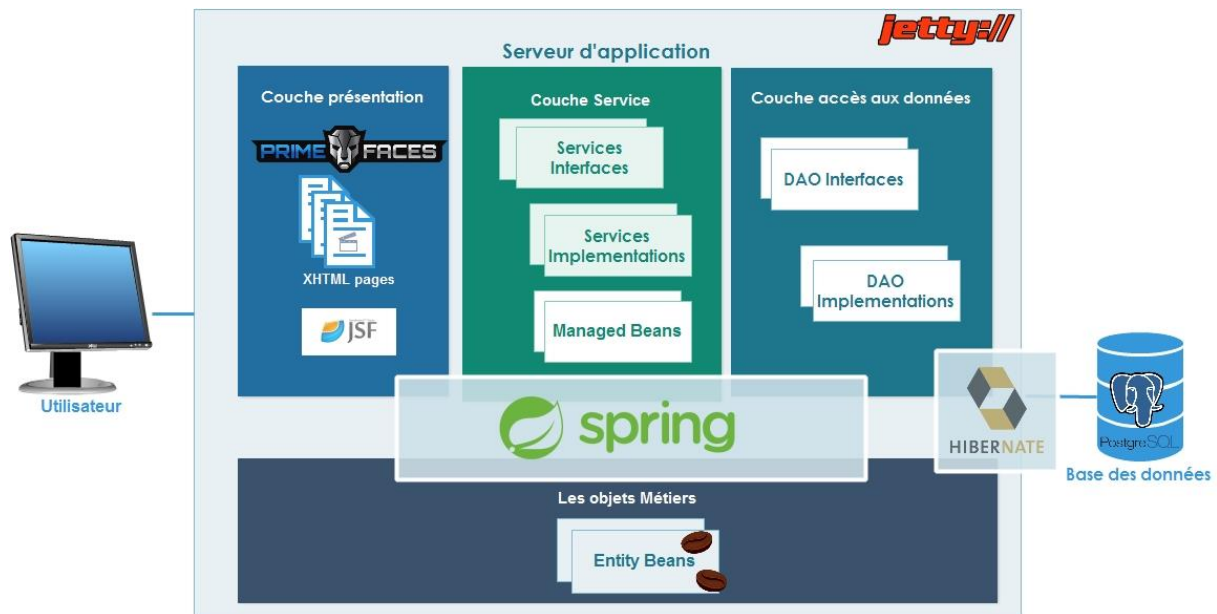 jetty://
Serveur d'application
Couche présentation
PRIME FACES
XHTML pages
JSF
Couche Service
Services
Interfaces
Services
Implementations
Managed Beans
Couche accès aux données
DAO Interfaces
DAO
Implementations
Utilisateur
spring
HIBERNATE
PostgreSQL
Base des données
Les objets Métiers
Entity Beans